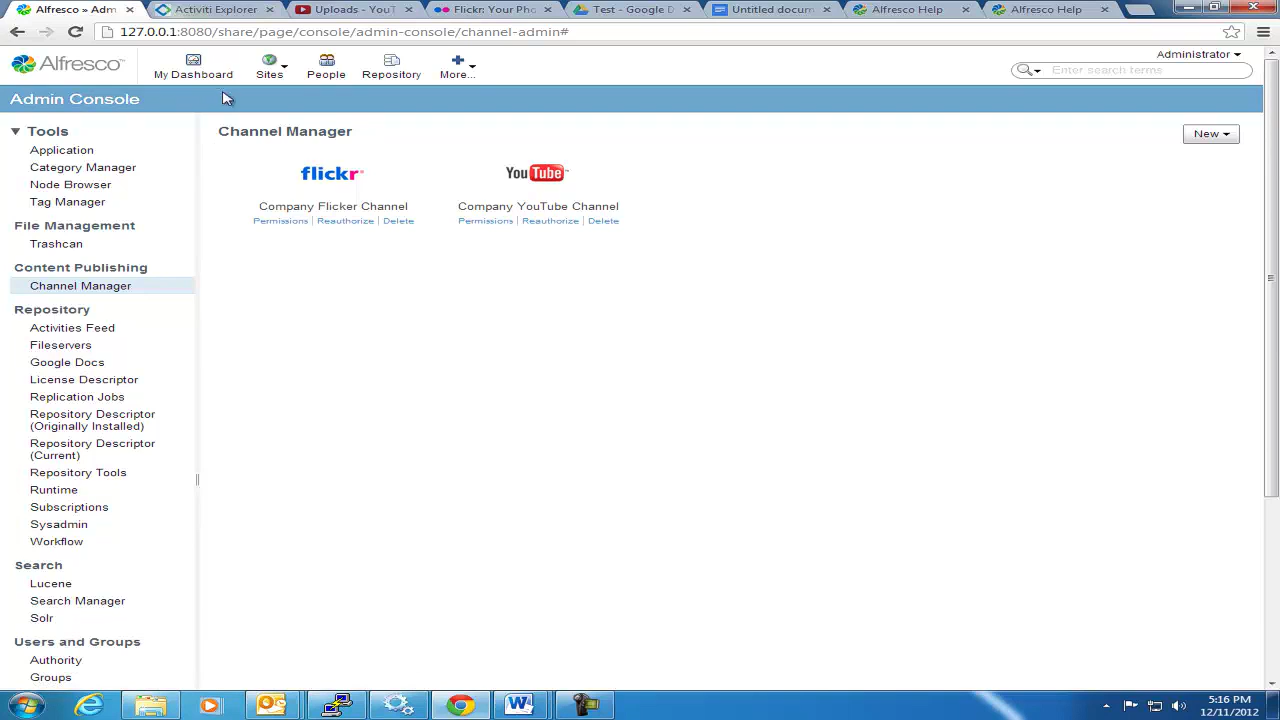 Alfresco » Adm
Activiti Explorer
Uploads - YouT
Flickr: Your Pho
Test - Google D
Untitled docum
Alfresco Help
Alfresco Help
127.0.0.1:8080/share/page/console/admin-console/channel-admin#
Alfresco™
My Dashboard
Sites
People
Repository
More...
Administrator
Enter search terms
Admin Console
Tools
Application
Category Manager
Node Browser
Tag Manager
File Management
Trashcan
Content Publishing
Channel Manager
Repository
Activities Feed
Fileservers
Google Docs
License Descriptor
Replication Jobs
Repository Descriptor
(Originally Installed)
Repository Descriptor
(Current)
Repository Tools
Runtime
Subscriptions
Sysadmin
Workflow
Search
Lucene
Search Manager
Solr
Users and Groups
Authority
Groups
Channel Manager
New
flickr
Company Flicker Channel
Permissions | Reauthorize | Delete
YouTube
Company YouTube Channel
Permissions | Reauthorize | Delete
5:16 PM
12/11/2012